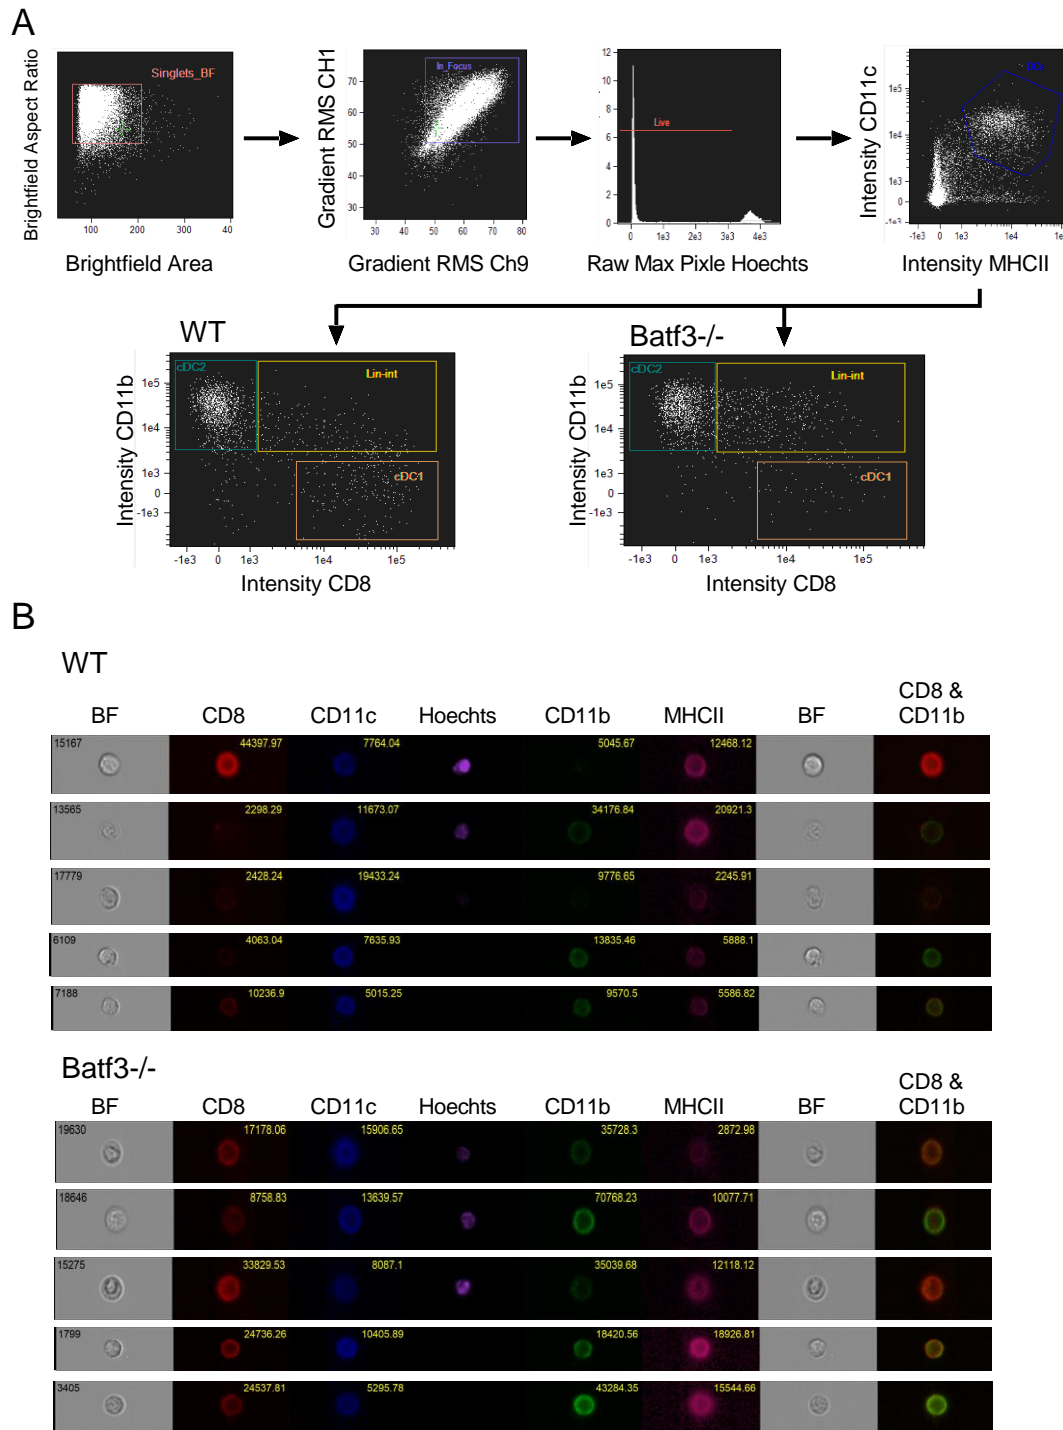 A
Brightfield Aspect Ratio
Singlets_BF
100 200 300 40
Brightfield Area
Gradient RMS CH1
In_Focus
70
60
50
40
30
30 40 50 60 70 80
Gradient RMS Ch9
12
10
8
6
4
2
0
Live
0 1e3 2e3 3e3 4e3
Raw Max Pixle Hoechts
Intensity CD11c
1e5
1e4
1e3
0
0 1e3 1e4
Intensity MHCII
WT
Intensity CD11b
cDC2
Lin-int
cDC1
1e5
1e4
1e3
0
-1e3
-1e3 0 1e3 1e4 1e5
Intensity CD8
Batf3-/-
Intensity CD11b
cDC2
Lin-int
cDC1
1e5
1e4
1e3
0
-1e3
-1e3 0 1e3 1e4 1e5
Intensity CD8
B
WT
BF CD8 CD11c Hoechts CD11b MHCII BF CD8 & CD11b
15167 44397.97 7764.04 5045.67 12468.12
13565 2298.29 11673.07 34176.84 20921.3
17779 2428.24 19433.24 9776.65 2245.91
6109 4063.04 7635.93 13835.46 5888.1
7188 10236.9 5015.25 9570.5 5586.82
Batf3-/-
BF CD8 CD11c Hoechts CD11b MHCII BF CD8 & CD11b
19630 17178.06 15906.65 35728.3 2872.98
18646 8758.83 13639.57 70768.23 10077.71
15275 33829.53 8087.1 35039.68 12118.12
1799 24736.26 10405.89 18420.56 18926.81
3405 24537.81 5295.78 43284.35 15544.66